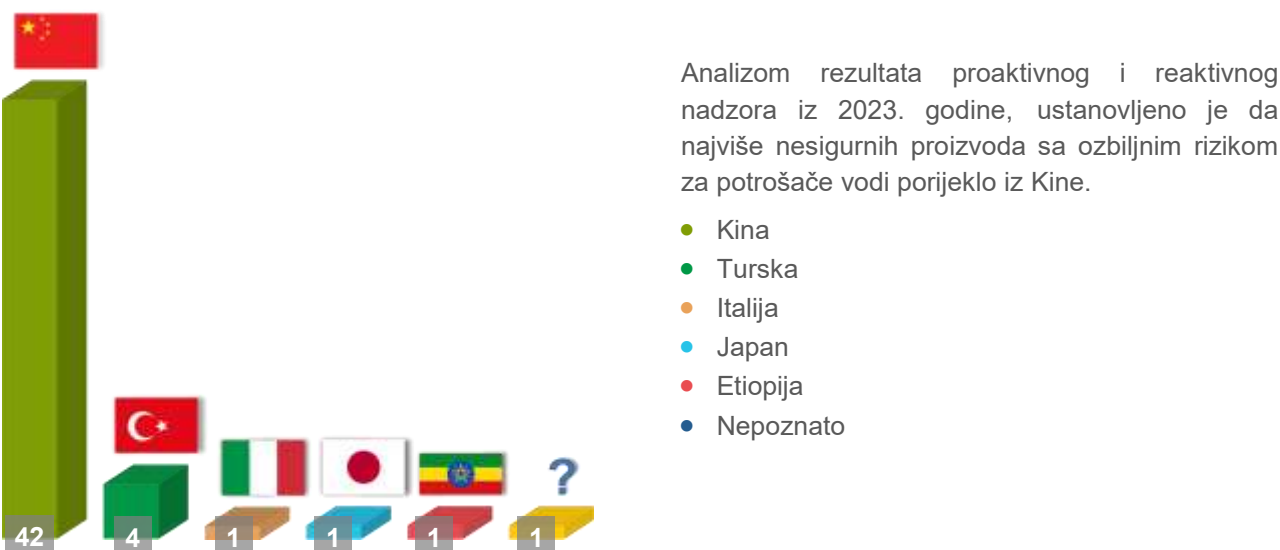 Analizom rezultata proaktivnog i reaktivnog
nadzora iz 2023. godine, ustanovljeno je da
najviše nesigurnih proizvoda sa ozbiljnim rizikom
za potrošače vodi porijeklo iz Kine.
Kina
Turska
Italija
Japan
Etiopija
Nepoznato
?
42 4 1 1 1 1